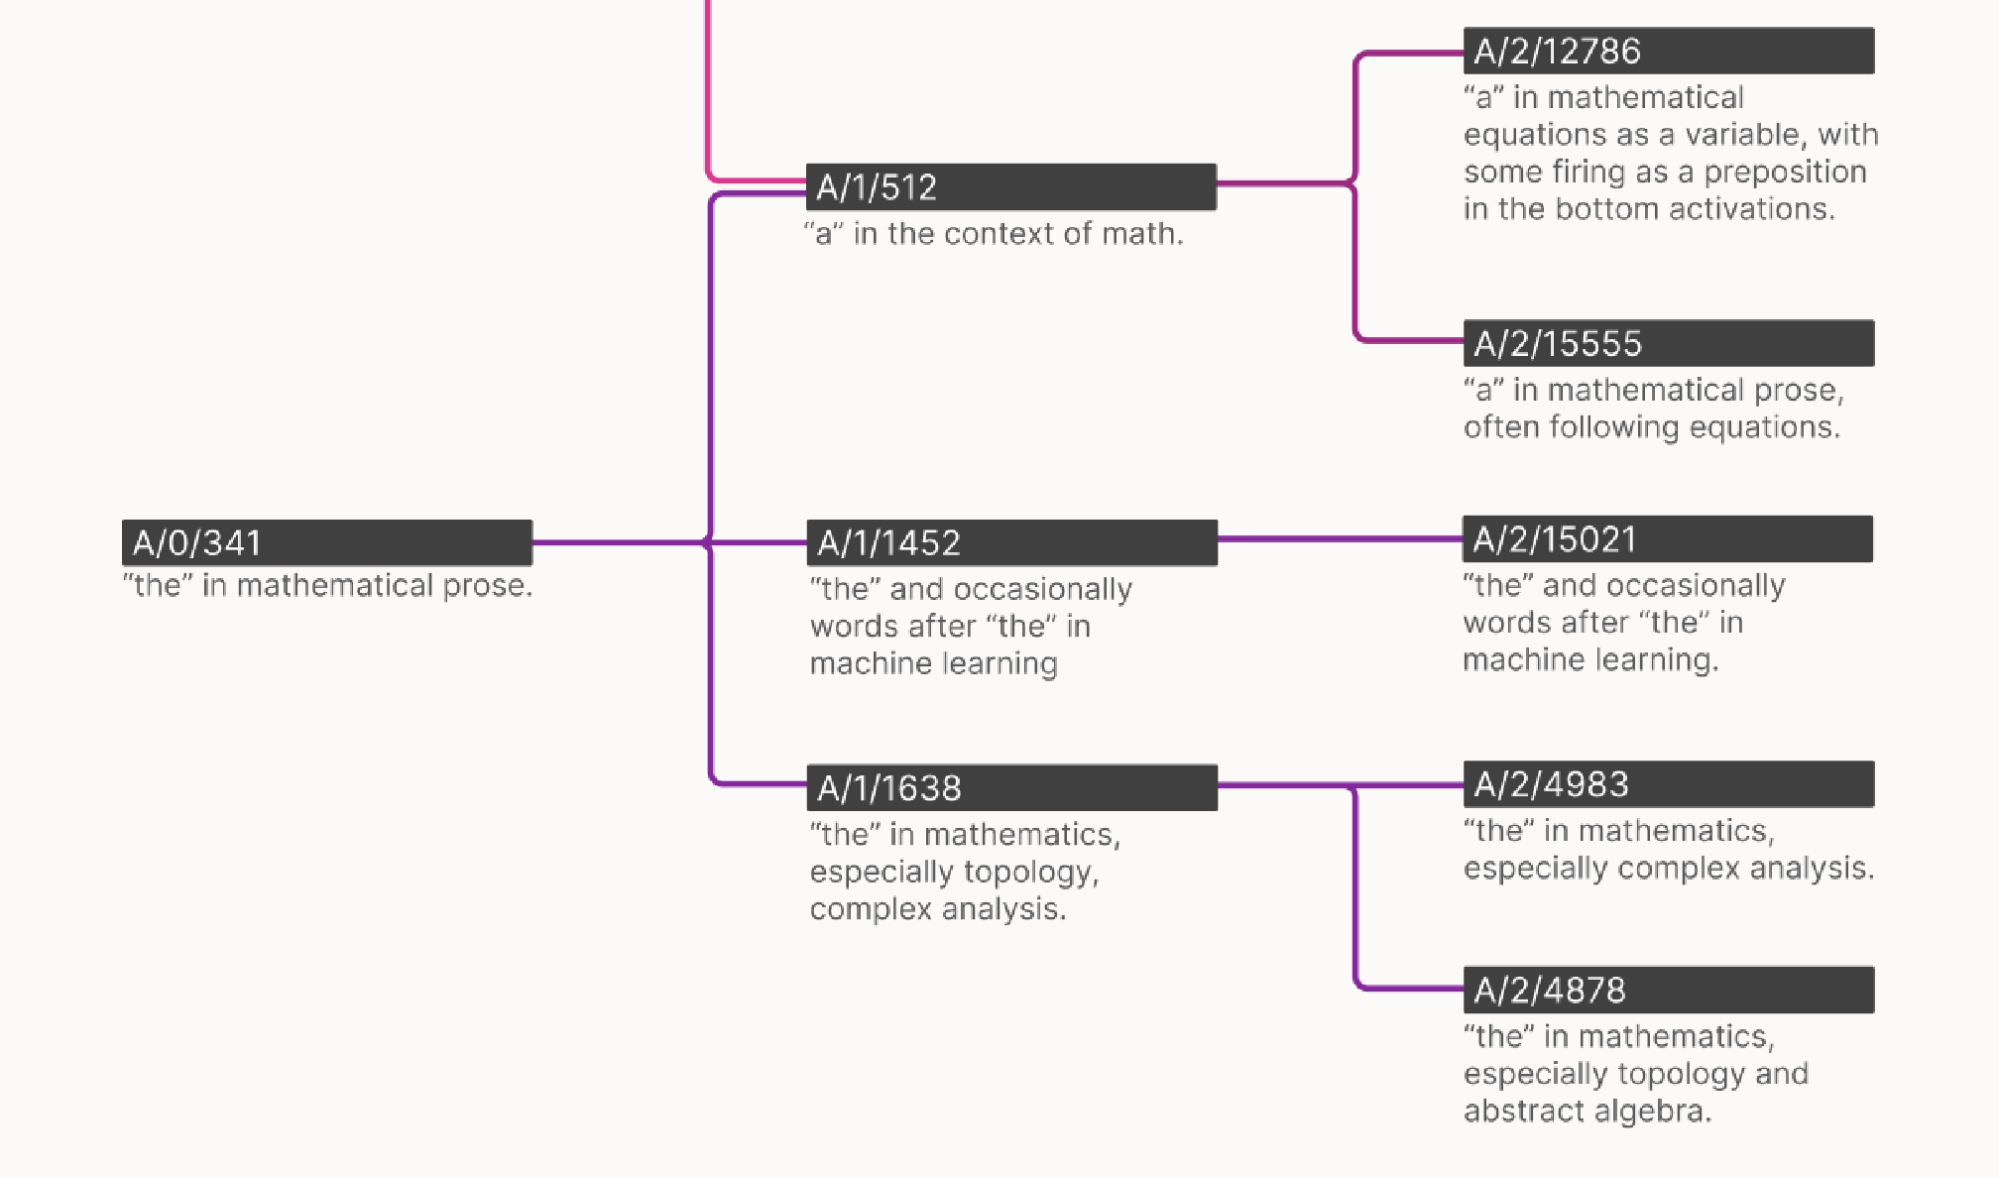 A/2/12786
“a” in mathematical
equations as a variable, with
some firing as a preposition
in the bottom activations.
A/1/512
“a” in the context of math.
A/2/15555
“a” in mathematical prose,
often following equations.
A/0/341
“the” in mathematical prose.
A/1/1452
“the” and occasionally
words after “the” in
machine learning
A/2/15021
“the” and occasionally
words after “the” in
machine learning.
A/1/1638
“the” in mathematics,
especially topology,
complex analysis.
A/2/4983
“the” in mathematics,
especially complex analysis.
A/2/4878
“the” in mathematics,
especially topology and
abstract algebra.